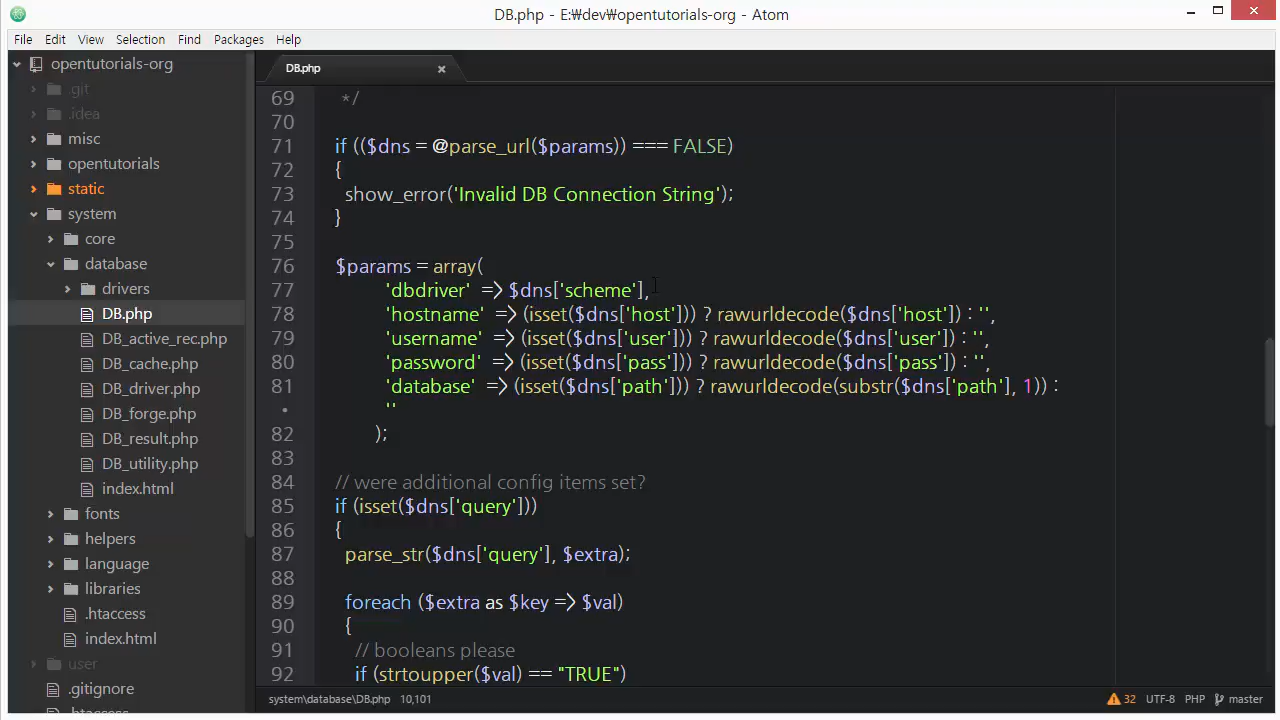 DB.php - E:\dev\opentutorials-org - Atom
File Edit View Selection Find Packages Help
opentutorials-org
.git
.idea
misc
opentutorials
static
system
core
database
drivers
DB.php
DB_active_rec.php
DB_cache.php
DB_driver.php
DB_forge.php
DB_result.php
DB_utility.php
index.html
fonts
helpers
language
libraries
.htaccess
index.html
user
.gitignore
.htaccess
DB.php
69 */
70
71 if (($dns = @parse_url($params)) === FALSE)
72 {
73 show_error('Invalid DB Connection String');
74 }
75
76 $params = array(
77 'dbdriver' => $dns['scheme'],
78 'hostname' => (isset($dns['host'])) ? rawurldecode($dns['host']) : '',
79 'username' => (isset($dns['user'])) ? rawurldecode($dns['user']) : '',
80 'password' => (isset($dns['pass'])) ? rawurldecode($dns['pass']) : '',
81 'database' => (isset($dns['path'])) ? rawurldecode(substr($dns['path'], 1)) :
• ''
82 );
83
84 // were additional config items set?
85 if (isset($dns['query']))
86 {
87 parse_str($dns['query'], $extra);
88
89 foreach ($extra as $key => $val)
90 {
91 // booleans please
92 if (strtoupper($val) == "TRUE")
system\database\DB.php 10,101 32 UTF-8 PHP master